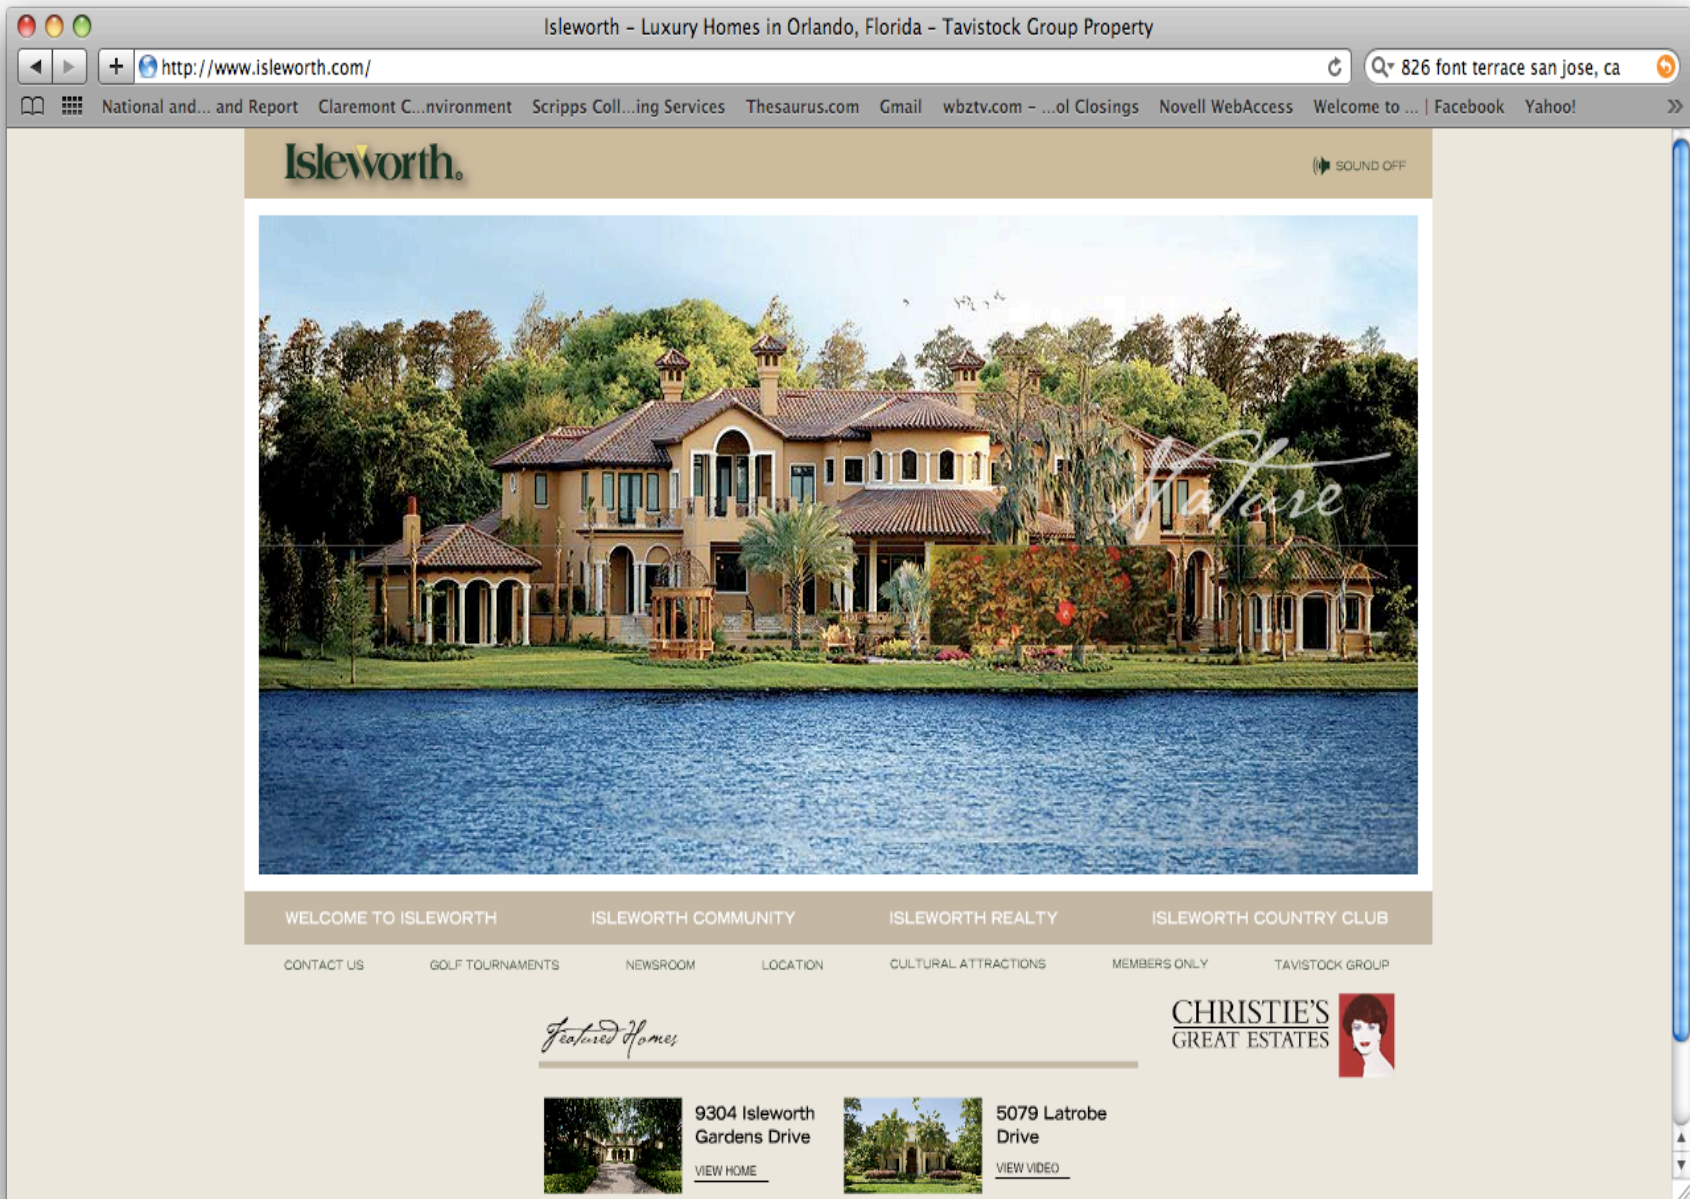 Isleworth – Luxury Homes in Orlando, Florida – Tavistock Group Property
http://www.isleworth.com/
826 font terrace san jose, ca
National and... and Report Claremont C...nvironment Scripps Coll...ing Services Thesaurus.com Gmail wbztv.com – ...ol Closings Novell WebAccess Welcome to ... | Facebook Yahoo!
Isleworth®
SOUND OFF
Nature
WELCOME TO ISLEWORTH ISLEWORTH COMMUNITY ISLEWORTH REALTY ISLEWORTH COUNTRY CLUB
CONTACT US GOLF TOURNAMENTS NEWSROOM LOCATION CULTURAL ATTRACTIONS MEMBERS ONLY TAVISTOCK GROUP
CHRISTIE'S
GREAT ESTATES
Featured Homes
9304 Isleworth
Gardens Drive
VIEW HOME
5079 Latrobe
Drive
VIEW VIDEO